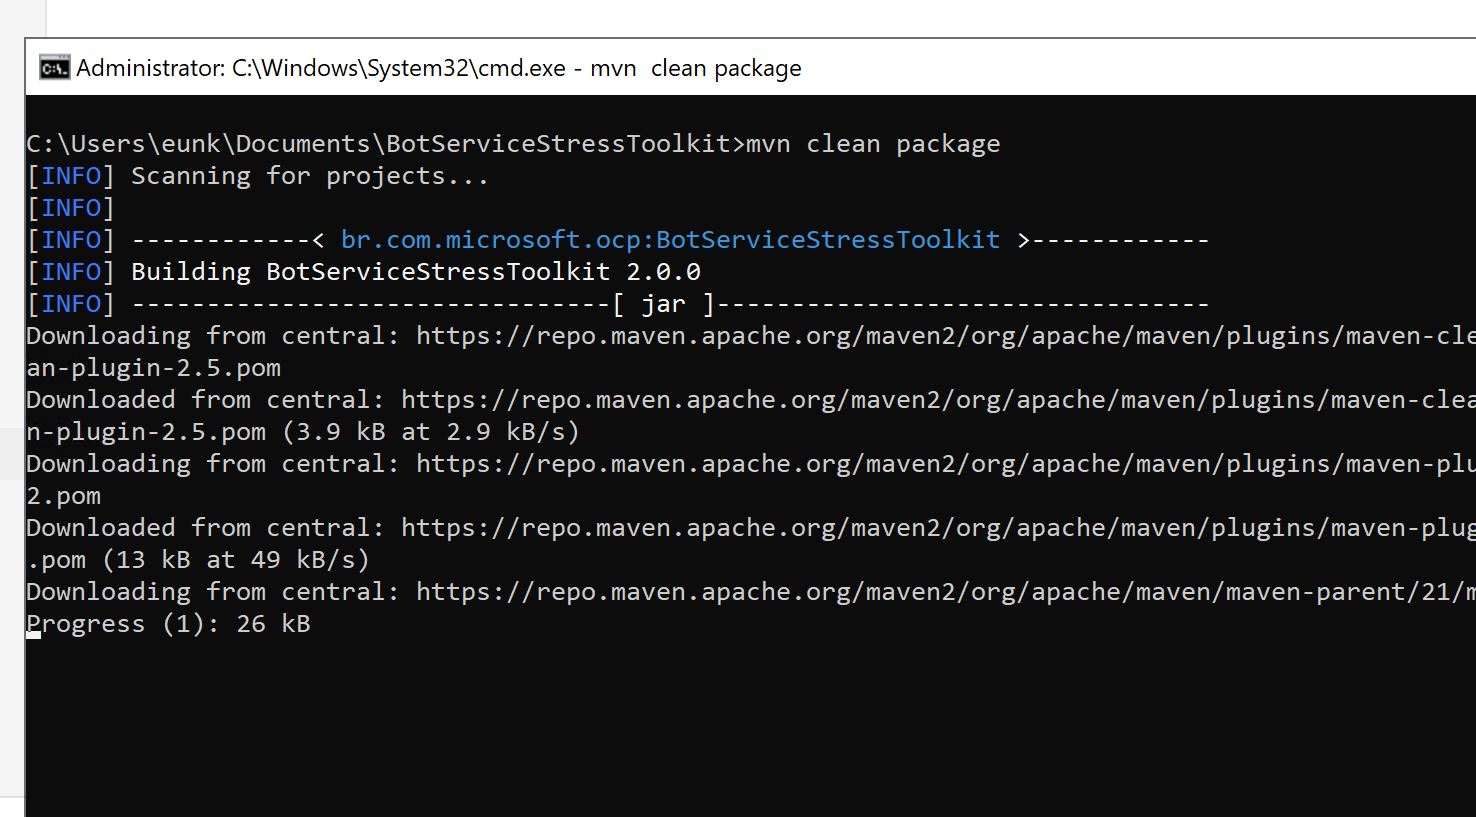 Administrator: C:\Windows\System32\cmd.exe - mvn  clean package
C:\Users\eunk\Documents\BotServiceStressToolkit>mvn clean package
[INFO] Scanning for projects...
[INFO]
[INFO] ------------< br.com.microsoft.ocp:BotServiceStressToolkit >------------
[INFO] Building BotServiceStressToolkit 2.0.0
[INFO] --------------------------------[ jar ]---------------------------------
Downloading from central: https://repo.maven.apache.org/maven2/org/apache/maven/plugins/maven-cle
an-plugin-2.5.pom
Downloaded from central: https://repo.maven.apache.org/maven2/org/apache/maven/plugins/maven-clea
n-plugin-2.5.pom (3.9 kB at 2.9 kB/s)
Downloading from central: https://repo.maven.apache.org/maven2/org/apache/maven/plugins/maven-plu
2.pom
Downloaded from central: https://repo.maven.apache.org/maven2/org/apache/maven/plugins/maven-plug
.pom (13 kB at 49 kB/s)
Downloading from central: https://repo.maven.apache.org/maven2/org/apache/maven/maven-parent/21/m
Progress (1): 26 kB